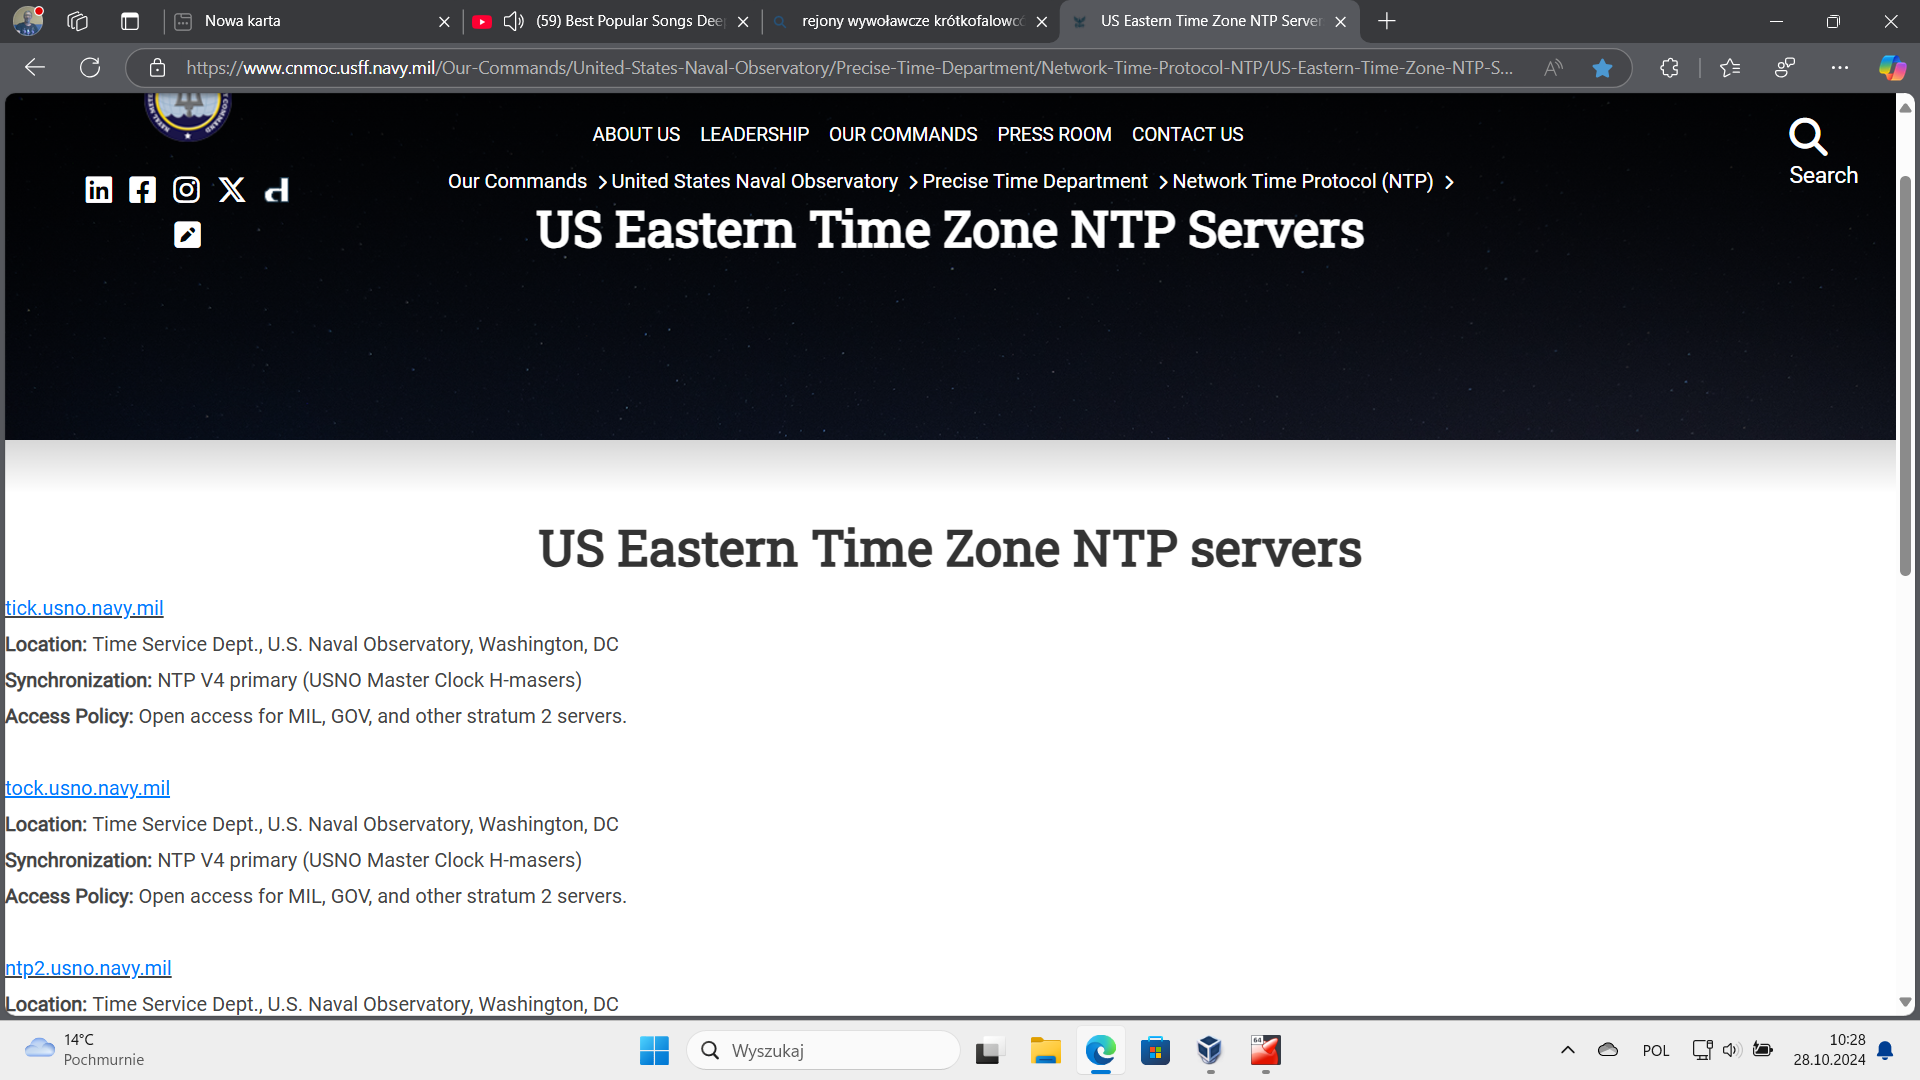 Nowa karta
(59) Best Popular Songs Dee
rejony wywoławcze krótkofalowcó
US Eastern Time Zone NTP Server
https://www.cnmoc.usff.navy.mil/Our-Commands/United-States-Naval-Observatory/Precise-Time-Department/Network-Time-Protocol-NTP/US-Eastern-Time-Zone-NTP-S...
ABOUT US LEADERSHIP OUR COMMANDS PRESS ROOM CONTACT US
Search
Our Commands > United States Naval Observatory > Precise Time Department > Network Time Protocol (NTP) >
US Eastern Time Zone NTP Servers
US Eastern Time Zone NTP servers
tick.usno.navy.mil
Location: Time Service Dept., U.S. Naval Observatory, Washington, DC
Synchronization: NTP V4 primary (USNO Master Clock H-masers)
Access Policy: Open access for MIL, GOV, and other stratum 2 servers.
tock.usno.navy.mil
Location: Time Service Dept., U.S. Naval Observatory, Washington, DC
Synchronization: NTP V4 primary (USNO Master Clock H-masers)
Access Policy: Open access for MIL, GOV, and other stratum 2 servers.
ntp2.usno.navy.mil
Location: Time Service Dept., U.S. Naval Observatory, Washington, DC
14°C
Pochmurnie
Wyszukaj
64
POL
10:28
28.10.2024